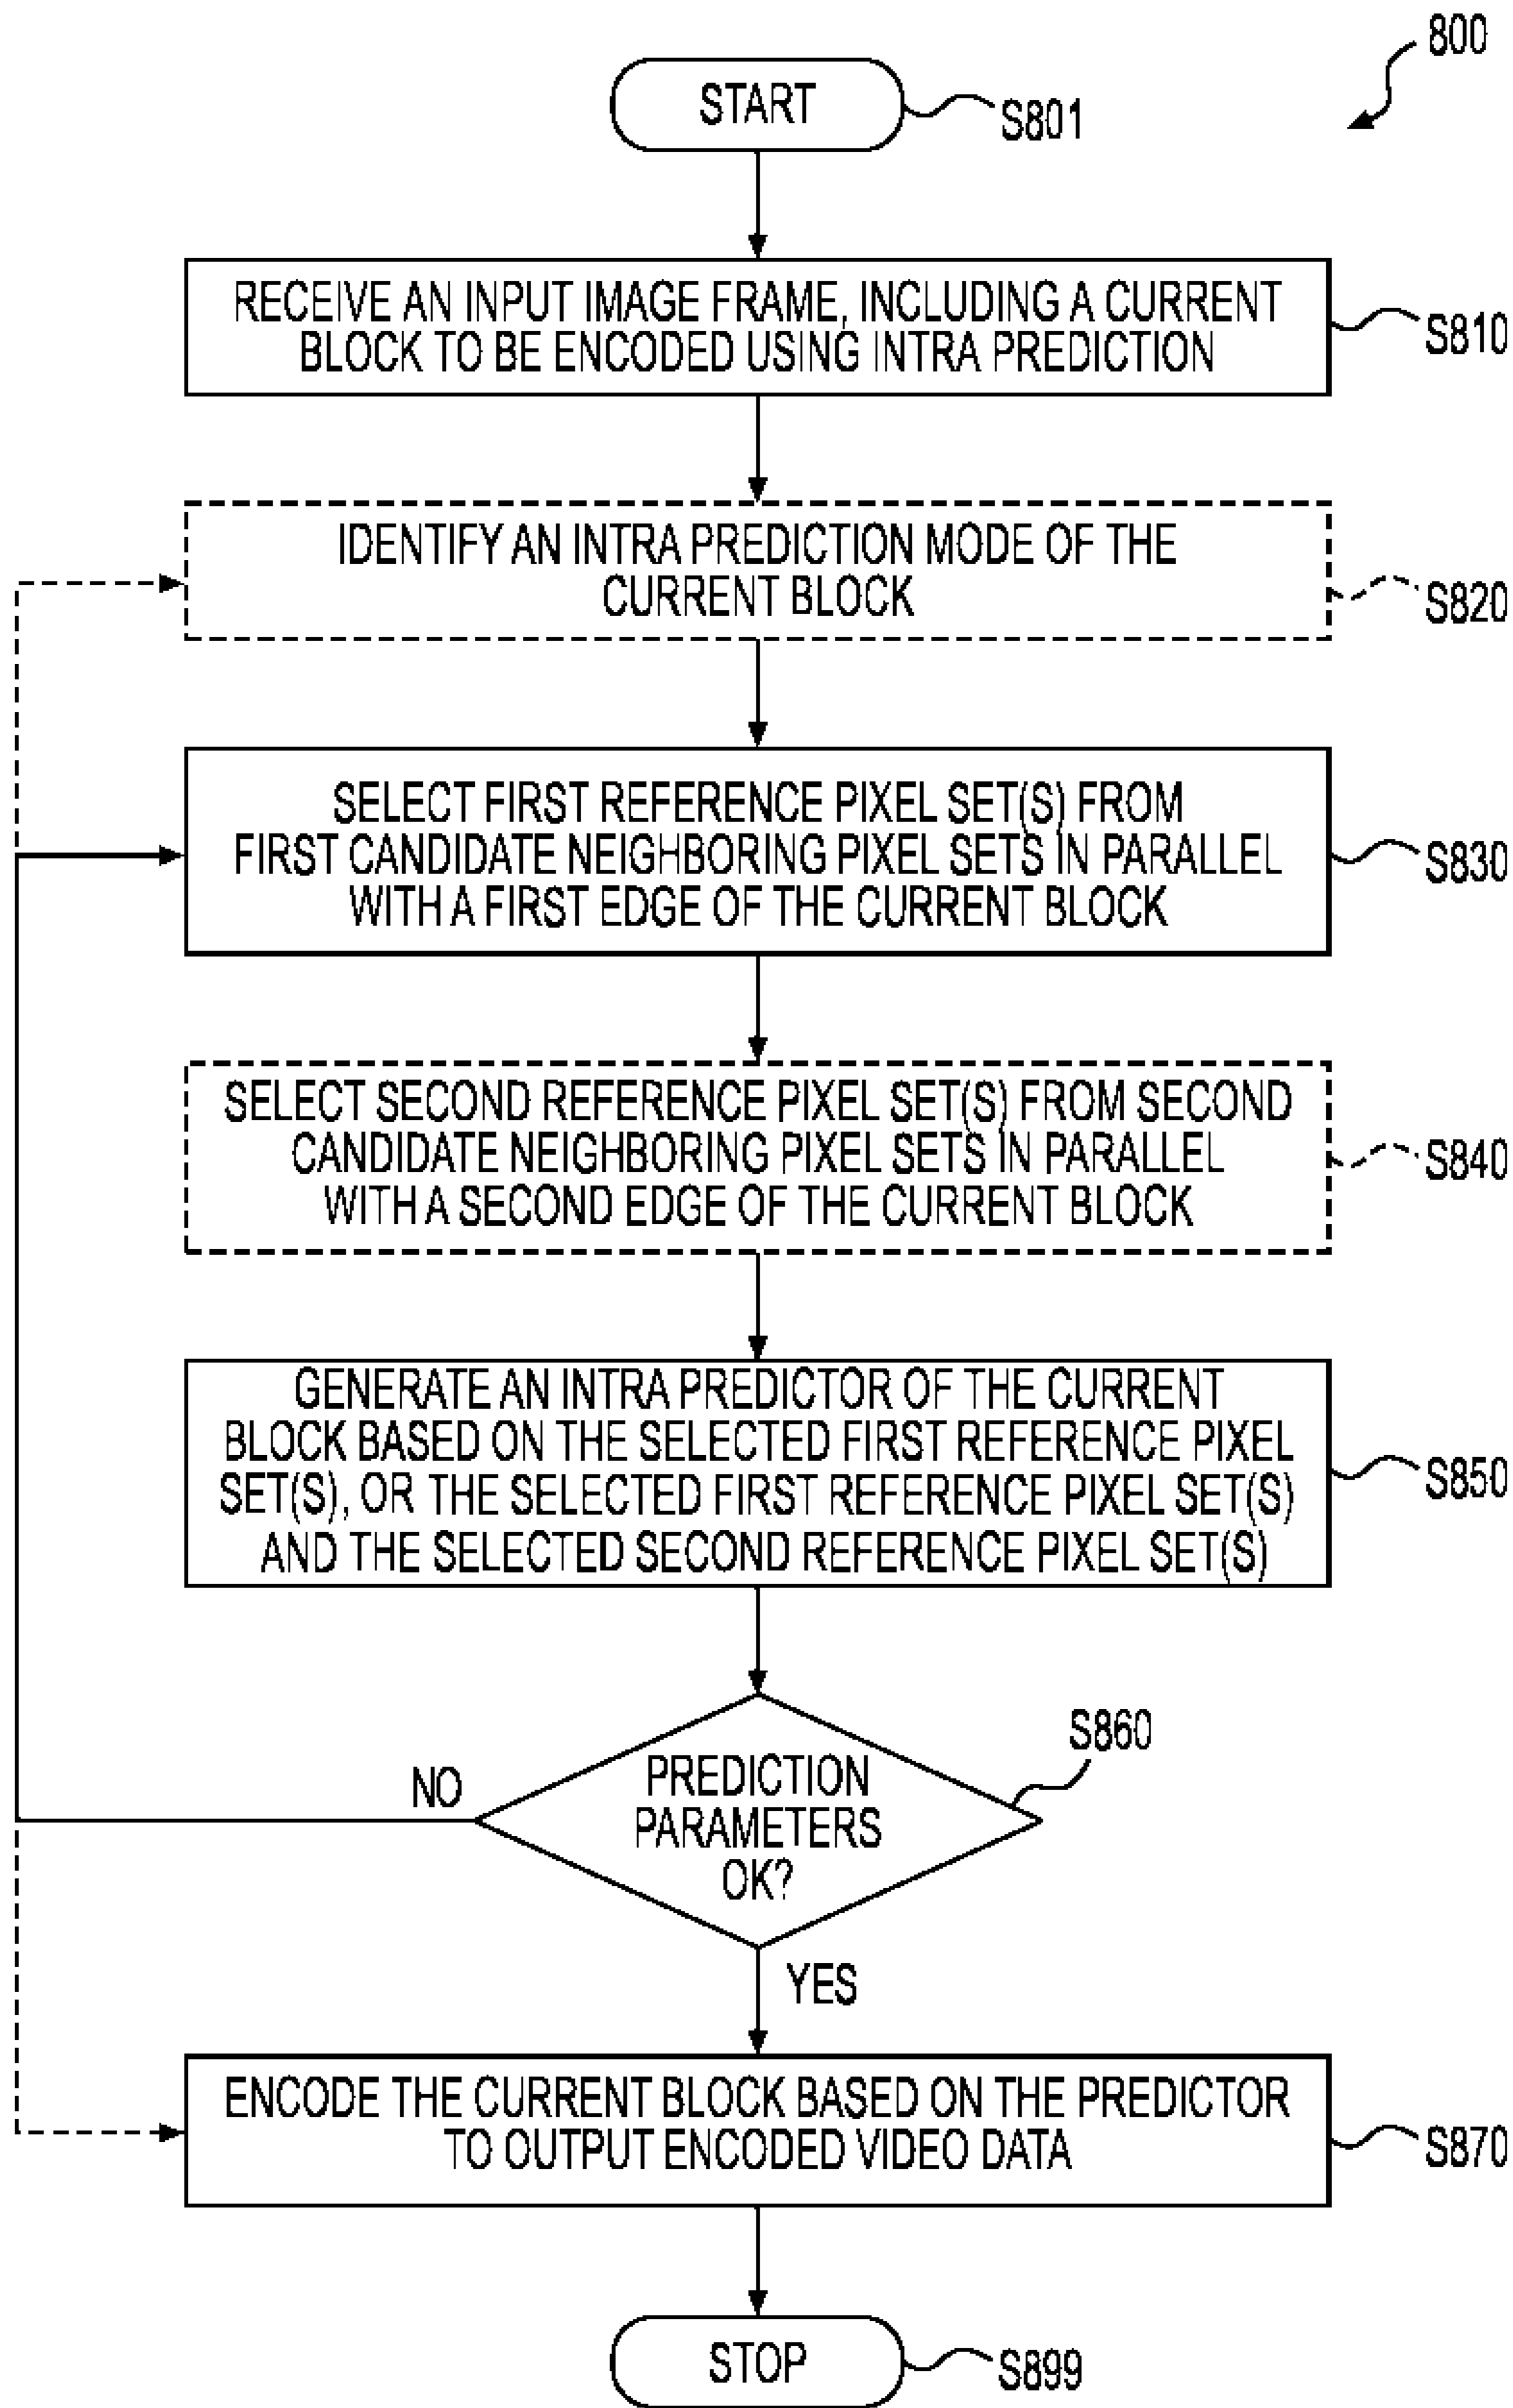 800
START
S801
RECEIVE AN INPUT IMAGE FRAME, INCLUDING A CURRENT
BLOCK TO BE ENCODED USING INTRA PREDICTION
S810
IDENTIFY AN INTRA PREDICTION MODE OF THE
CURRENT BLOCK
S820
SELECT FIRST REFERENCE PIXEL SET(S) FROM
FIRST CANDIDATE NEIGHBORING PIXEL SETS IN PARALLEL
WITH A FIRST EDGE OF THE CURRENT BLOCK
S830
SELECT SECOND REFERENCE PIXEL SET(S) FROM SECOND
CANDIDATE NEIGHBORING PIXEL SETS IN PARALLEL
WITH A SECOND EDGE OF THE CURRENT BLOCK
S840
GENERATE AN INTRA PREDICTOR OF THE CURRENT
BLOCK BASED ON THE SELECTED FIRST REFERENCE PIXEL
SET(S), OR THE SELECTED FIRST REFERENCE PIXEL SET(S)
AND THE SELECTED SECOND REFERENCE PIXEL SET(S)
S850
S860
NO
PREDICTION
PARAMETERS
OK?
YES
ENCODE THE CURRENT BLOCK BASED ON THE PREDICTOR
TO OUTPUT ENCODED VIDEO DATA
S870
STOP
S899